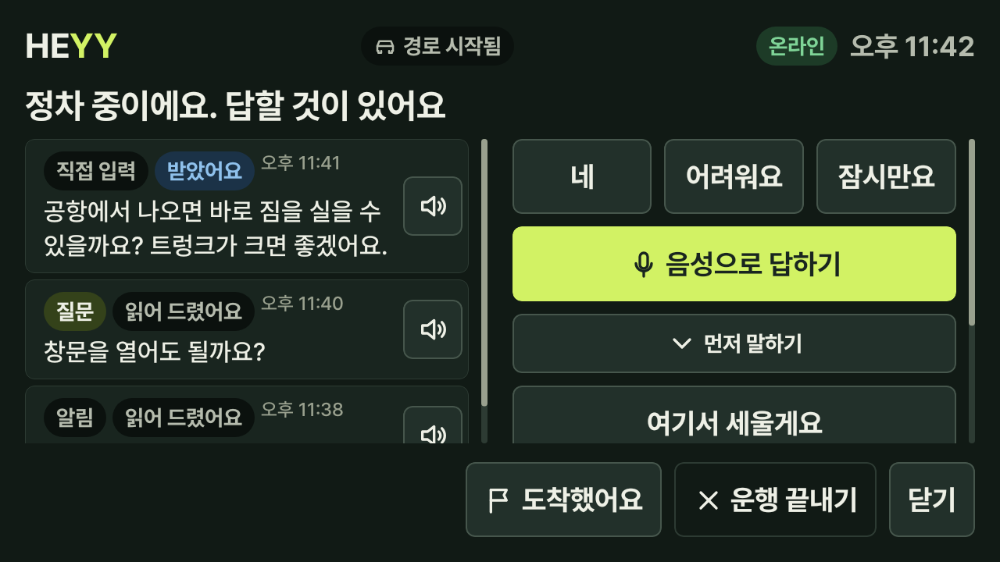 HEYY
경로 시작됨
온라인
오후 11:42
정차 중이에요. 답할 것이 있어요
직접 입력
받았어요
오후 11:41
공항에서 나오면 바로 짐을 실을 수
있을까요? 트렁크가 크면 좋겠어요.
질문
읽어 드렸어요
오후 11:40
창문을 열어도 될까요?
알림
읽어 드렸어요
오후 11:38
네
어려워요
잠시만요
음성으로 답하기
먼저 말하기
여기서 세울게요
도착했어요
운행 끝내기
닫기